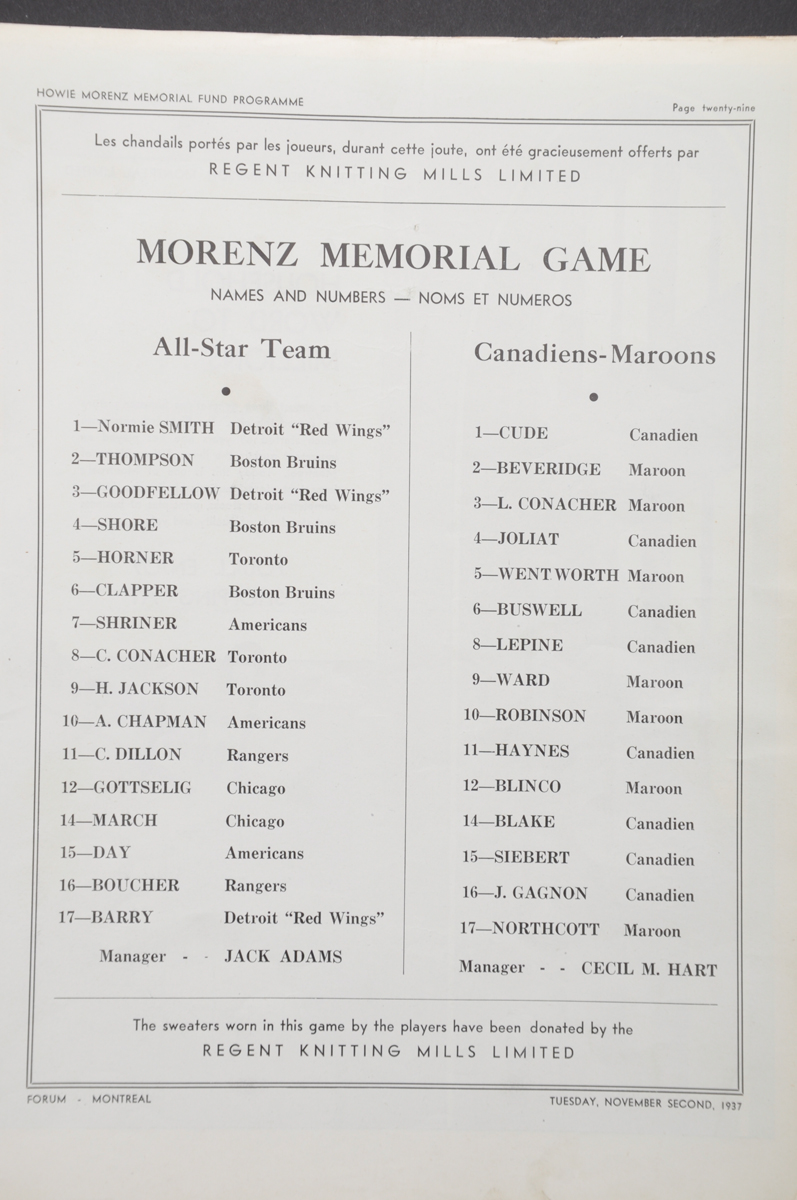 HOWIE MORENZ MEMORIAL FUND PROGRAMME
Page twenty-nine
Les chandails portés par les joueurs, durant cette joute, ont été gracieusement offerts par
REGENT KNITTING MILLS LIMITED
MORENZ MEMORIAL GAME
NAMES AND NUMBERS — NOMS ET NUMEROS
All-Star Team
1—Normie SMITH Detroit "Red Wings"
2—THOMPSON Boston Bruins
3—GOODFELLOW Detroit "Red Wings"
4—SHORE Boston Bruins
5—HORNER Toronto
6—CLAPPER Boston Bruins
7—SHRINER Americans
8—C. CONACHER Toronto
9—H. JACKSON Toronto
10—A. CHAPMAN Americans
11—C. DILLON Rangers
12—GOTTSELIG Chicago
14—MARCH Chicago
15—DAY Americans
16—BOUCHER Rangers
17—BARRY Detroit "Red Wings"
Manager - - JACK ADAMS
Canadiens-Maroons
1—CUDE Canadien
2—BEVERIDGE Maroon
3—L. CONACHER Maroon
4—JOLIAT Canadien
5—WENTWORTH Maroon
6—BUSWELL Canadien
8—LEPINE Canadien
9—WARD Maroon
10—ROBINSON Maroon
11—HAYNES Canadien
12—BLINCO Maroon
14—BLAKE Canadien
15—SIEBERT Canadien
16—J. GAGNON Canadien
17—NORTHCOTT Maroon
Manager - - CECIL M. HART
The sweaters worn in this game by the players have been donated by the
REGENT KNITTING MILLS LIMITED
FORUM - MONTREAL
TUESDAY, NOVEMBER SECOND, 1937